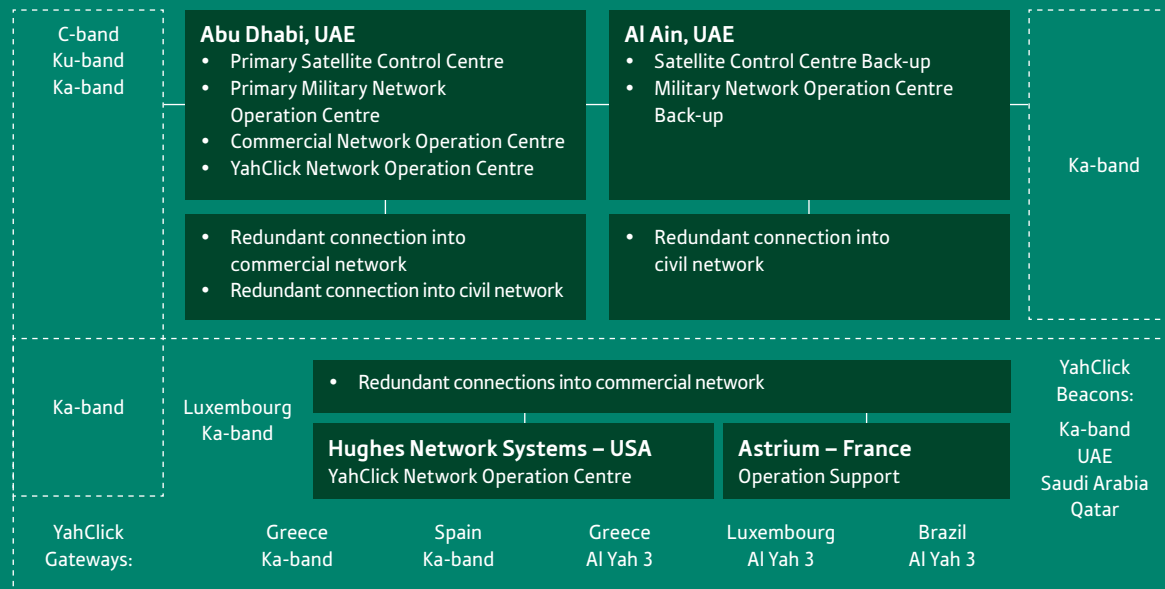 C-band
Ku-band
Ka-band
Abu Dhabi, UAE
• Primary Satellite Control Centre
• Primary Military Network
Operation Centre
• Commercial Network Operation Centre
• YahClick Network Operation Centre
Al Ain, UAE
• Satellite Control Centre Back-up
• Military Network Operation Centre
Back-up
Ka-band
• Redundant connection into
commercial network
• Redundant connection into civil network
• Redundant connection into
civil network
Ka-band
Luxembourg
Ka-band
• Redundant connections into commercial network
Hughes Network Systems – USA
YahClick Network Operation Centre
Astrium – France
Operation Support
YahClick
Beacons:
Ka-band
UAE
Saudi Arabia
Qatar
YahClick
Gateways:
Greece
Ka-band
Spain
Ka-band
Greece
Al Yah 3
Luxembourg
Al Yah 3
Brazil
Al Yah 3